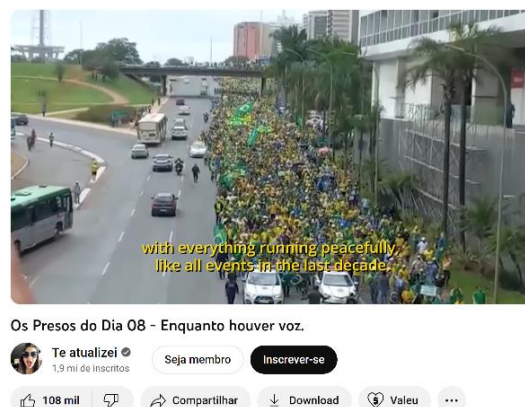 with everything running peacefully,
like all events in the last decade.
Os Presos do Dia 08 - Enquanto houver voz.
Te atualizei
1,9 mi de inscritos
Seja membro
Inscrever-se
108 mil
Compartilhar
Download
Valeu